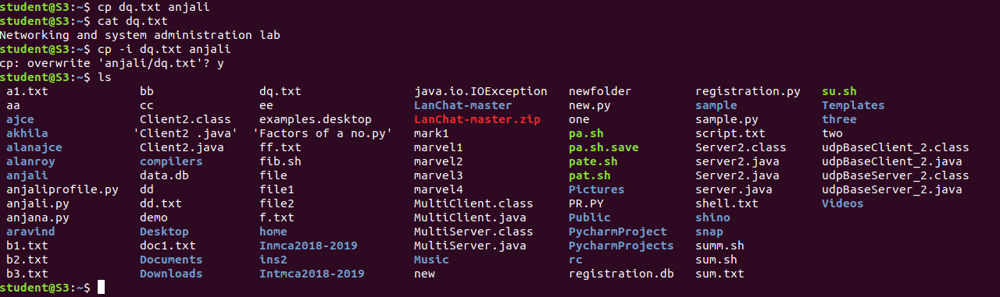 student@S3:~$ cp dq.txt anjali
student@S3:~$ cat dq.txt
Networking and system administration lab
student@S3:~$ cp -i dq.txt anjali
cp: overwrite 'anjali/dq.txt'? y
student@S3:~$ ls
a1.txt bb dq.txt java.io.IOException newfolder registration.py su.sh
aa cc ee LanChat-master new.py sample Templates
ajce Client2.class examples.desktop LanChat-master.zip one sample.py three
akhila 'Client2 .java' 'Factors of a no.py' mark1 pa.sh script.txt two
alanajce Client2.java ff.txt marvel1 pa.sh.save Server2.class udpBaseClient_2.class
alanroy compilers fib.sh marvel2 pate.sh server2.java udpBaseClient_2.java
anjali data.db file marvel3 pat.sh Server2.java udpBaseServer_2.class
anjaliprofile.py dd file1 marvel4 Pictures server.java udpBaseServer_2.java
anjali.py dd.txt file2 MultiClient.class PR.PY shell.txt Videos
anjana.py demo f.txt MultiClient.java Public shino
aravind Desktop home MultiServer.class PycharmProject snap
b1.txt doc1.txt Inmca2018-2019 MultiServer.java PycharmProjects summ.sh
b2.txt Documents ins2 Music rc sum.sh
b3.txt Downloads Intmca2018-2019 new registration.db sum.txt
student@S3:~$